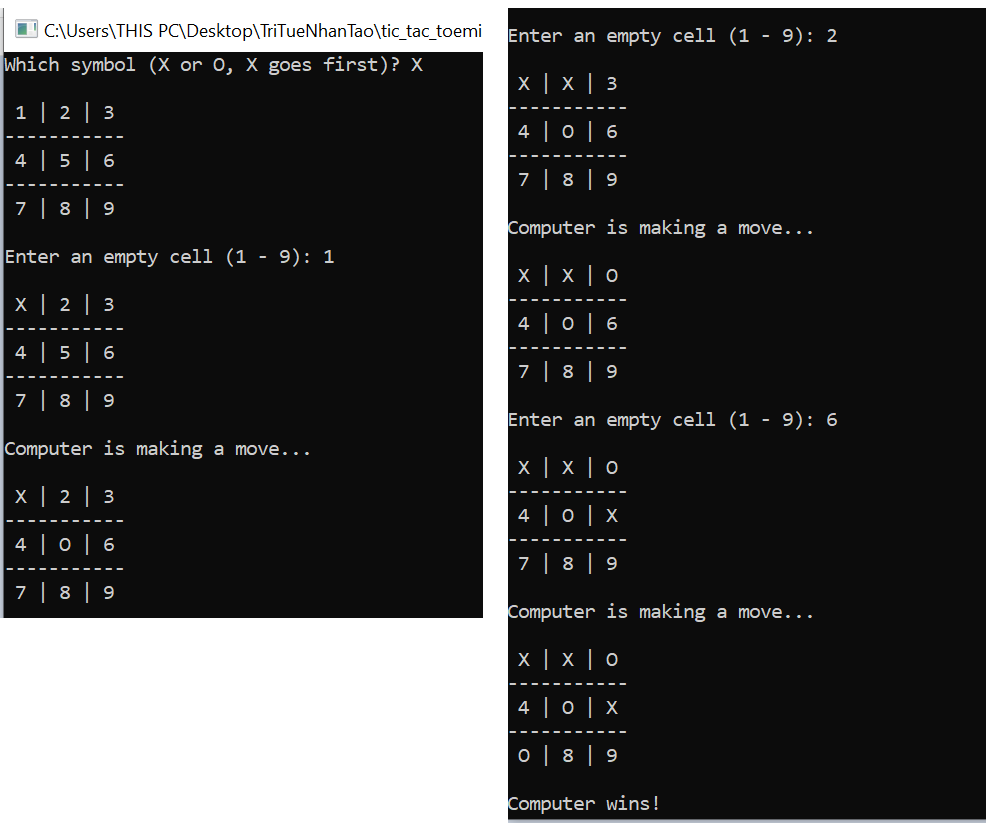 C:\Users\THIS PC\Desktop\TriTueNhanTao\tic_tac_toemi
Which symbol (X or O, X goes first)? X
1 | 2 | 3
-----------
4 | 5 | 6
-----------
7 | 8 | 9
Enter an empty cell (1 - 9): 1
X | 2 | 3
-----------
4 | 5 | 6
-----------
7 | 8 | 9
Computer is making a move...
X | 2 | 3
-----------
4 | O | 6
-----------
7 | 8 | 9
Enter an empty cell (1 - 9): 2
X | X | 3
-----------
4 | O | 6
-----------
7 | 8 | 9
Computer is making a move...
X | X | O
-----------
4 | O | 6
-----------
7 | 8 | 9
Enter an empty cell (1 - 9): 6
X | X | O
-----------
4 | O | X
-----------
7 | 8 | 9
Computer is making a move...
X | X | O
-----------
4 | O | X
-----------
O | 8 | 9
Computer wins!